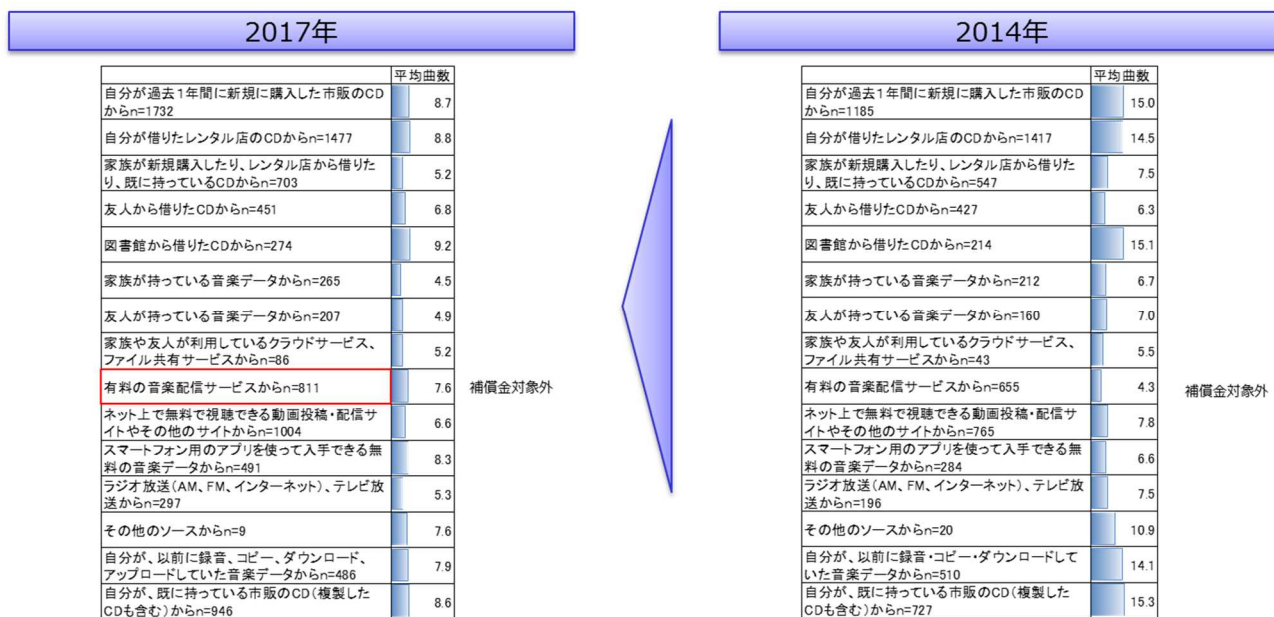 2017年
平均曲数
自分が過去1年間に新規に購入した市販のCD
からn=1732
8.7
自分が借りたレンタル店のCDからn=1477
8.8
家族が新規購入したり、レンタル店から借りた
り、既に持っているCDからn=703
5.2
友人から借りたCDからn=451
6.8
図書館から借りたCDからn=274
9.2
家族が持っている音楽データからn=265
4.5
友人が持っている音楽データからn=207
4.9
家族や友人が利用しているクラウドサービス、
ファイル共有サービスからn=86
5.2
有料の音楽配信サービスからn=811
7.6
補償金対象外
ネット上で無料で視聴できる動画投稿・配信サ
イトやその他のサイトからn=1004
6.6
スマートフォン用のアプリを使って入手できる無
料の音楽データからn=491
8.3
ラジオ放送(AM、FM、インターネット)、テレビ放
送からn=297
5.3
その他のソースからn=9
7.6
自分が、以前に録音、コピー、ダウンロード、
アップロードしていた音楽データからn=486
7.9
自分が、既に持っている市販のCD(複製した
CDも含む)からn=946
8.6
2014年
平均曲数
自分が過去1年間に新規に購入した市販のCD
からn=1185
15.0
自分が借りたレンタル店のCDからn=1417
14.5
家族が新規購入したり、レンタル店から借りた
り、既に持っているCDからn=547
7.5
友人から借りたCDからn=427
6.3
図書館から借りたCDからn=214
15.1
家族が持っている音楽データからn=212
6.7
友人が持っている音楽データからn=160
7.0
家族や友人が利用しているクラウドサービス、
ファイル共有サービスからn=43
5.5
有料の音楽配信サービスからn=655
4.3
補償金対象外
ネット上で無料で視聴できる動画投稿・配信サ
イトやその他のサイトからn=765
7.8
スマートフォン用のアプリを使って入手できる無
料の音楽データからn=284
6.6
ラジオ放送(AM、FM、インターネット)、テレビ放
送からn=196
7.5
その他のソースからn=20
10.9
自分が、以前に録音・コピー・ダウンロードして
いた音楽データからn=510
14.1
自分が、既に持っている市販のCD(複製した
CDも含む)からn=727
15.3